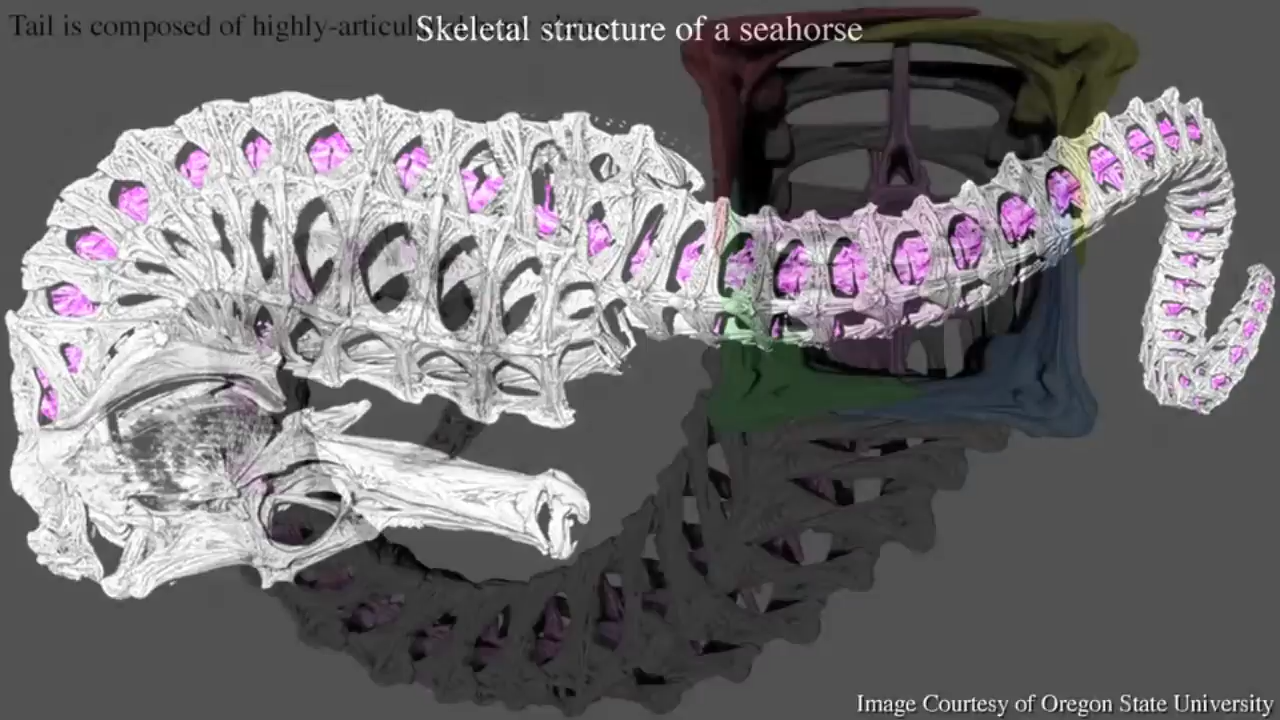 Tail is composed of highly-articul
Skeletal structure of a seahorse
Image Courtesy of Oregon State University